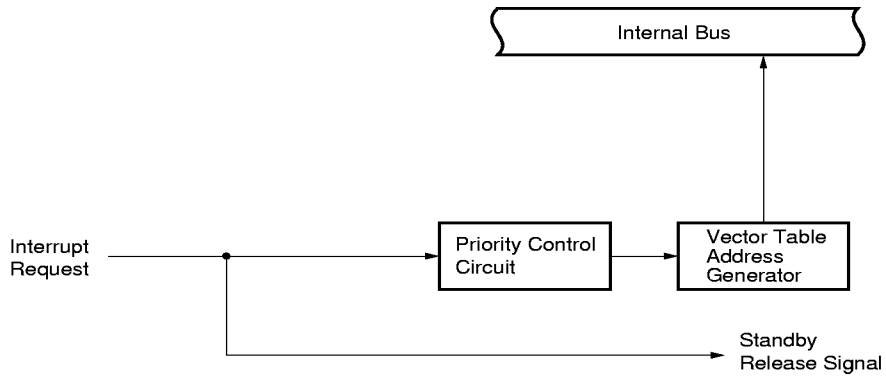 Internal Bus
Interrupt
Request
Priority Control
Circuit
Vector Table
Address
Generator
Standby
Release Signal